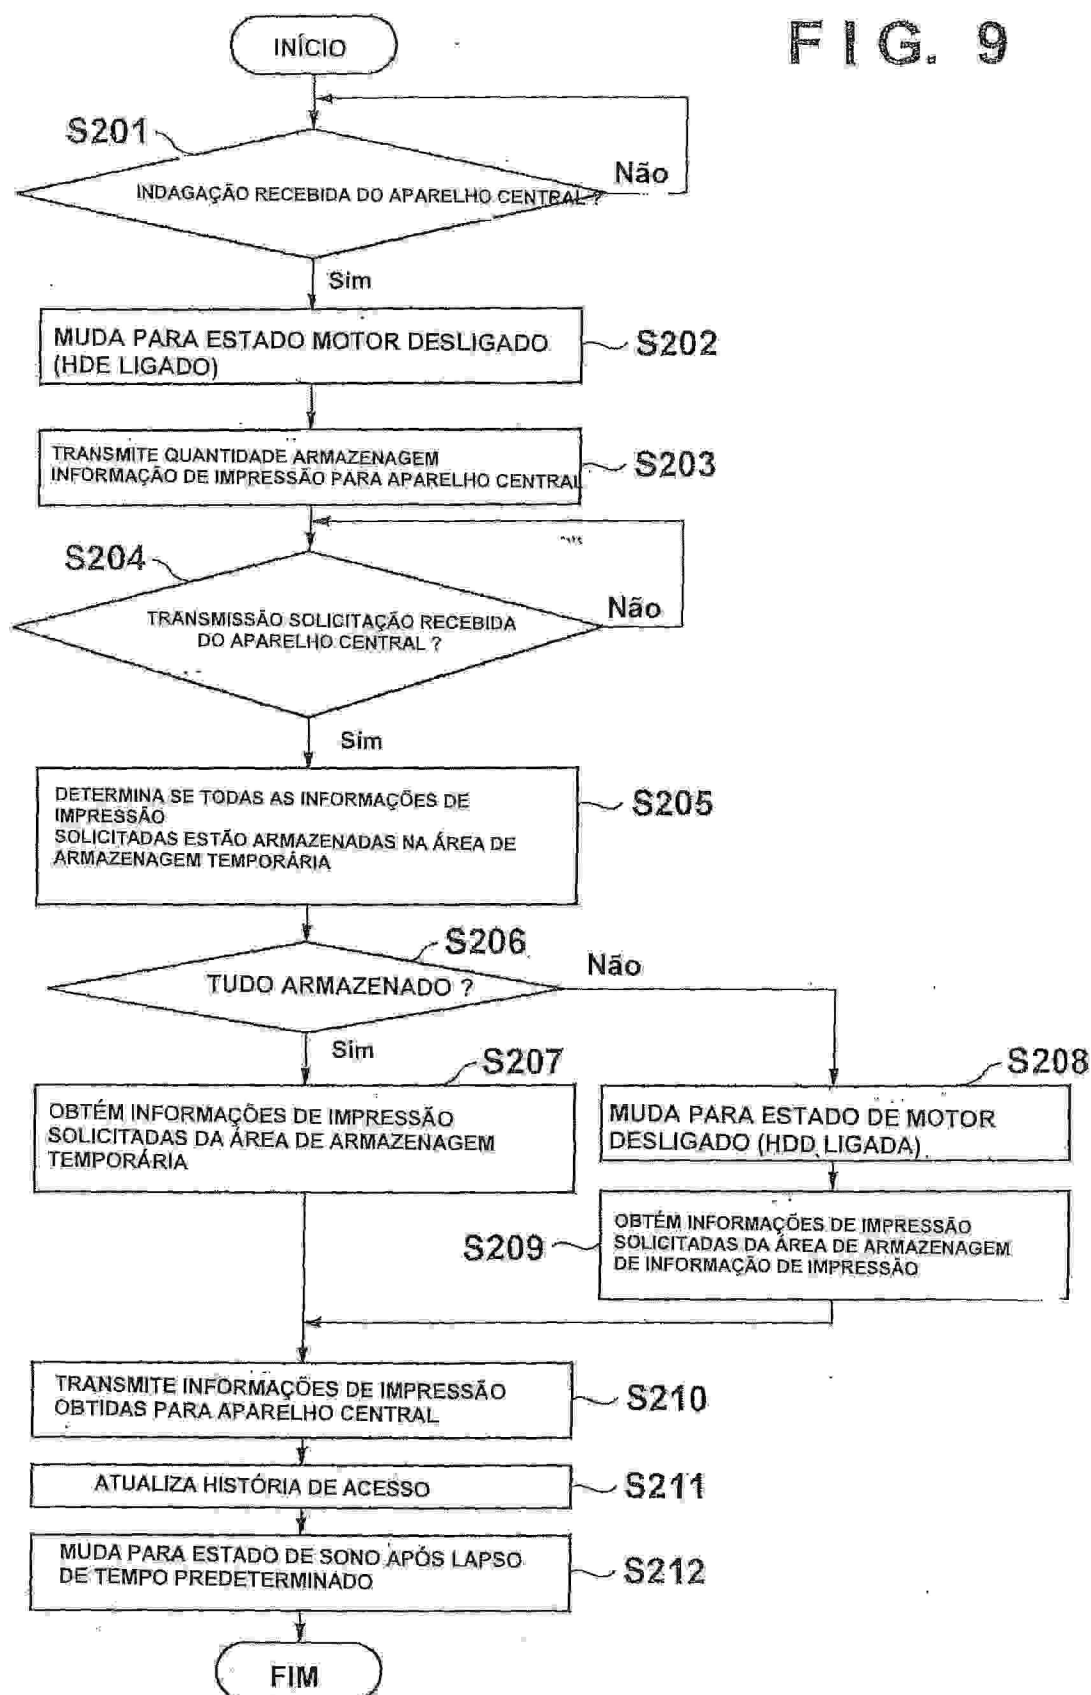 FIG. 9
INÍCIO
S201
INDAGAÇÃO RECEBIDA DO APARELHO CENTRAL ?
Não
Sim
MUDA PARA ESTADO MOTOR DESLIGADO
(HDE LIGADO)
S202
TRANSMITE QUANTIDADE ARMAZENAGEM
INFORMAÇÃO DE IMPRESSÃO PARA APARELHO CENTRAL
S203
S204
TRANSMISSÃO SOLICITAÇÃO RECEBIDA
DO APARELHO CENTRAL ?
Não
Sim
DETERMINA SE TODAS AS INFORMAÇÕES DE
IMPRESSÃO
SOLICITADAS ESTÃO ARMAZENADAS NA ÁREA DE
ARMAZENAGEM TEMPORÁRIA
S205
S206
TUDO ARMAZENADO ?
Não
Sim
S207
OBTÉM INFORMAÇÕES DE IMPRESSÃO
SOLICITADAS DA ÁREA DE ARMAZENAGEM
TEMPORÁRIA
S208
MUDA PARA ESTADO DE MOTOR
DESLIGADO (HDD LIGADA)
S209
OBTÉM INFORMAÇÕES DE IMPRESSÃO
SOLICITADAS DA ÁREA DE ARMAZENAGEM
DE INFORMAÇÃO DE IMPRESSÃO
TRANSMITE INFORMAÇÕES DE IMPRESSÃO
OBTIDAS PARA APARELHO CENTRAL
S210
ATUALIZA HISTÓRIA DE ACESSO
S211
MUDA PARA ESTADO DE SONO APÓS LAPSO
DE TEMPO PREDETERMINADO
S212
FIM